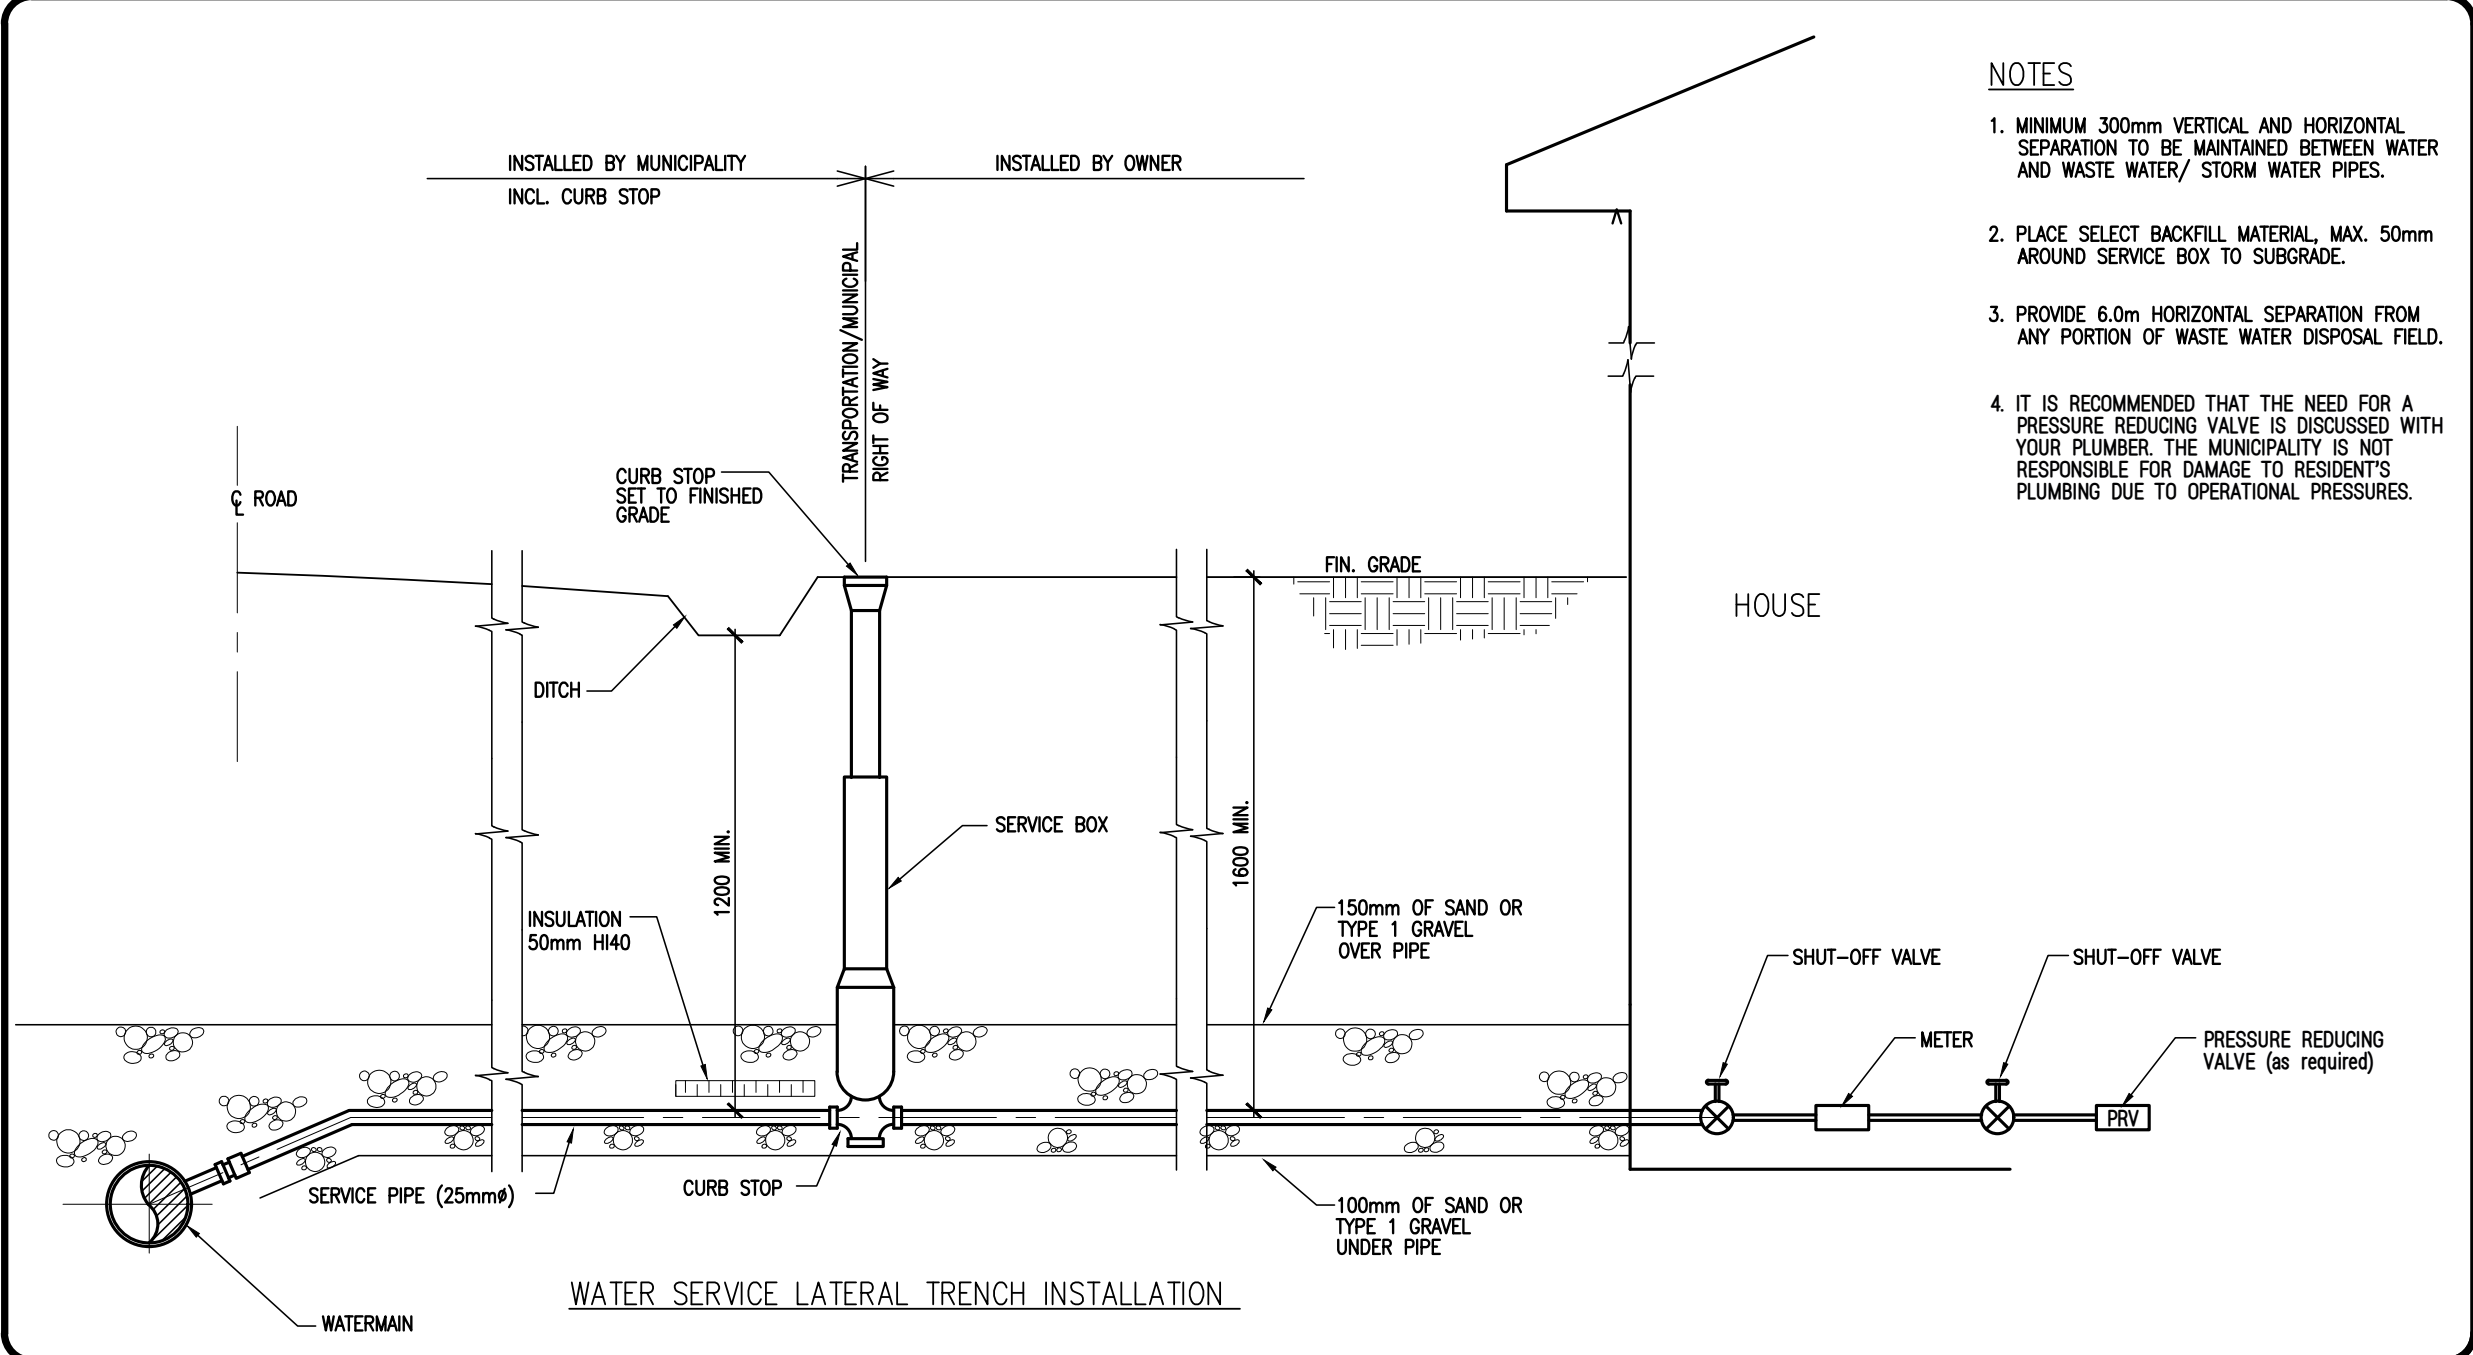 NOTES
1. MINIMUM 300mm VERTICAL AND HORIZONTAL
SEPARATION TO BE MAINTAINED BETWEEN WATER
AND WASTE WATER/ STORM WATER PIPES.
2. PLACE SELECT BACKFILL MATERIAL, MAX. 50mm
AROUND SERVICE BOX TO SUBGRADE.
3. PROVIDE 6.0m HORIZONTAL SEPARATION FROM
ANY PORTION OF WASTE WATER DISPOSAL FIELD.
4. IT IS RECOMMENDED THAT THE NEED FOR A
PRESSURE REDUCING VALVE IS DISCUSSED WITH
YOUR PLUMBER. THE MUNICIPALITY IS NOT
RESPONSIBLE FOR DAMAGE TO RESIDENT'S
PLUMBING DUE TO OPERATIONAL PRESSURES.
INSTALLED BY MUNICIPALITY
INCL. CURB STOP
INSTALLED BY OWNER
TRANSPORTATION/MUNICIPAL
RIGHT OF WAY
CURB STOP
SET TO FINISHED
GRADE
℄ ROAD
FIN. GRADE
HOUSE
DITCH
1200 MIN.
SERVICE BOX
1600 MIN.
INSULATION
50mm HI40
150mm OF SAND OR
TYPE 1 GRAVEL
OVER PIPE
SHUT-OFF VALVE
SHUT-OFF VALVE
METER
PRESSURE REDUCING
VALVE (as required)
PRV
SERVICE PIPE (25mmø)
CURB STOP
100mm OF SAND OR
TYPE 1 GRAVEL
UNDER PIPE
WATER SERVICE LATERAL TRENCH INSTALLATION
WATERMAIN